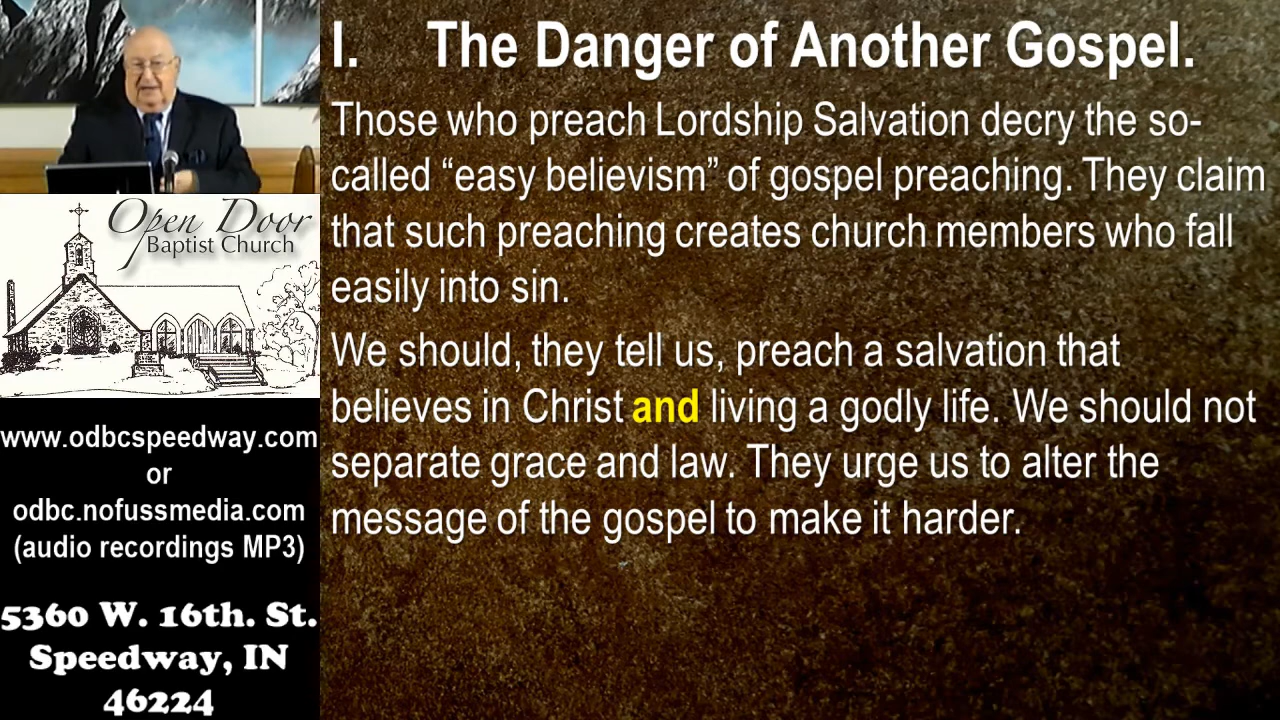 I. The Danger of Another Gospel.
Those who preach Lordship Salvation decry the so-
called “easy believism” of gospel preaching. They claim
that such preaching creates church members who fall
easily into sin.
We should, they tell us, preach a salvation that
believes in Christ and living a godly life. We should not
separate grace and law. They urge us to alter the
message of the gospel to make it harder.
Open Door
Baptist Church
www.odbcspeedway.com
or
odbc.nofussmedia.com
(audio recordings MP3)
5360 W. 16th. St.
Speedway, IN
46224